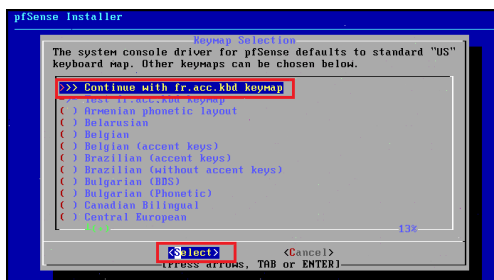 pfSense Installer
Keymap Selection
The system console driver for pfSense defaults to standard "US"
keyboard map. Other keymaps can be chosen below.
>>> Continue with fr.acc.kbd keymap
->- Test fr.acc.kbd keymap
( ) Armenian phonetic layout
( ) Belarusian
( ) Belgian
( ) Belgian (accent keys)
( ) Brazilian (accent keys)
( ) Brazilian (without accent keys)
( ) Bulgarian (BDS)
( ) Bulgarian (Phonetic)
( ) Canadian Bilingual
( ) Central European
13%
<Select> <Cancel>
[Press arrows, TAB or ENTER]